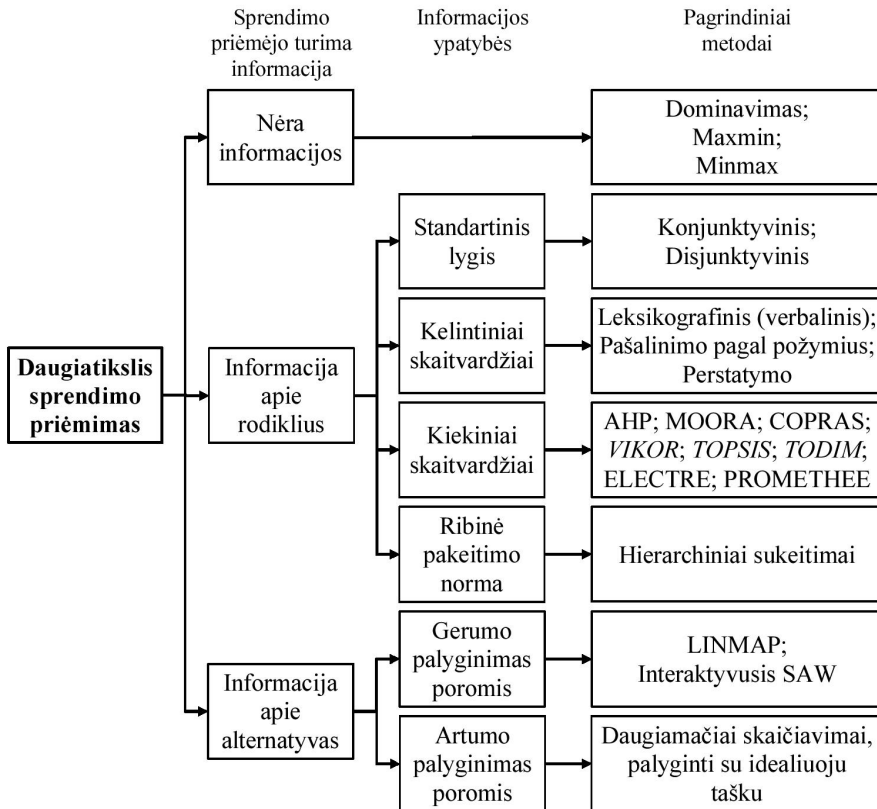 Sprendimo
priėmėjo turima
informacija
Informacijos
ypatybės
Pagrindiniai
metodai
Nėra
informacijos
Dominavimas;
Maxmin;
Minmax
Daugiatikslis
sprendimo
priėmimas
Informacija
apie
rodiklius
Standartinis
lygis
Konjunktyvinis;
Disjunktyvinis
Kelintiniai
skaitvardžiai
Leksikografinis (verbalinis);
Pašalinimo pagal požymius;
Perstatymo
Kiekiniai
skaitvardžiai
AHP; MOORA; COPRAS;
VIKOR; TOPSIS; TODIM;
ELECTRE; PROMETHEE
Ribinė
pakeitimo
norma
Hierarchiniai sukeitimai
Informacija
apie
alternatyvas
Gerumo
palyginimas
poromis
LINMAP;
Interaktyvusis SAW
Artumo
palyginimas
poromis
Daugiamačiai skaičiavimai,
palyginti su idealiuoju
tašku